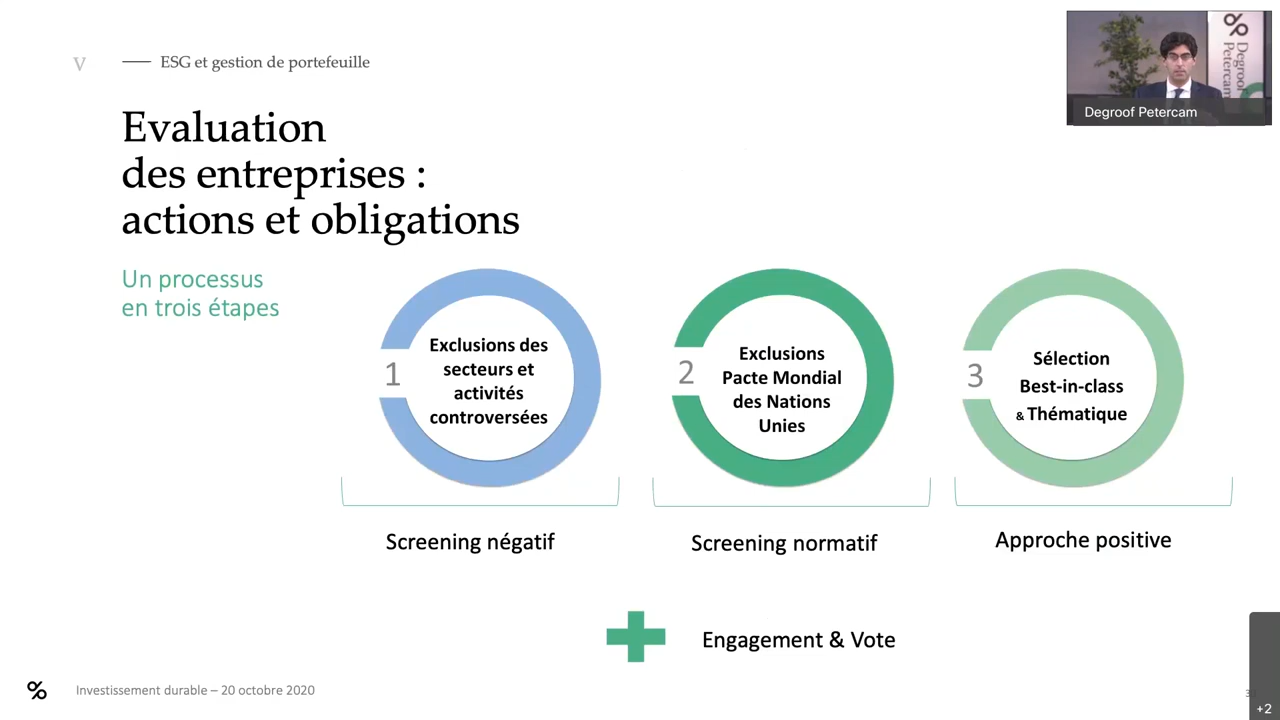 V
ESG et gestion de portefeuille
Degroof
Petercam
Degroof Petercam
Evaluation
des entreprises :
actions et obligations
Un processus
en trois étapes
1
Exclusions des
secteurs et
activités
controversées
2
Exclusions
Pacte Mondial
des Nations
Unies
3
Sélection
Best-in-class
& Thématique
Screening négatif
Screening normatif
Approche positive
Engagement & Vote
Investissement durable – 20 octobre 2020
+2